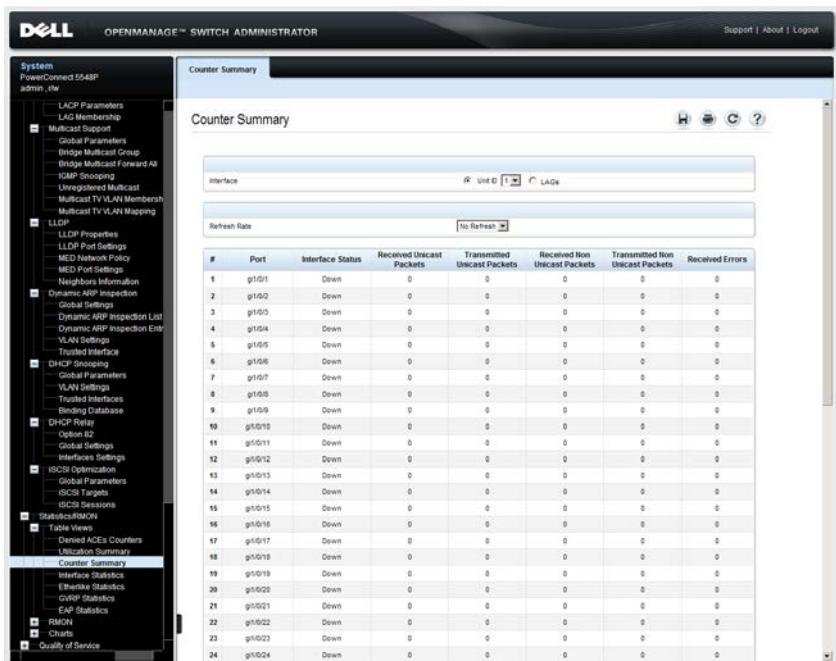 DELL OPENMANAGE™ SWITCH ADMINISTRATOR Support | About | Logout
System
PowerConnect 5548P
admin , r/w
LACP Parameters
LAG Membership
Multicast Support
Global Parameters
Bridge Multicast Group
Bridge Multicast Forward All
IGMP Snooping
Unregistered Multicast
Multicast TV VLAN Membersh
Multicast TV VLAN Mapping
LLDP
LLDP Properties
LLDP Port Settings
MED Network Policy
MED Port Settings
Neighbors Information
Dynamic ARP Inspection
Global Settings
Dynamic ARP Inspection List
Dynamic ARP Inspection Entr
VLAN Settings
Trusted Interface
DHCP Snooping
Global Parameters
VLAN Settings
Trusted Interfaces
Binding Database
DHCP Relay
Option 82
Global Settings
Interfaces Settings
iSCSI Optimization
Global Parameters
iSCSI Targets
iSCSI Sessions
Statistics/RMON
Table Views
Denied ACEs Counters
Utilization Summary
Counter Summary
Interface Statistics
Etherlike Statistics
GVRP Statistics
EAP Statistics
RMON
Charts
Quality of Service
Counter Summary
Counter Summary
Interface Unit ID 1 LAGs
Refresh Rate No Refresh
# Port Interface Status Received Unicast Packets Transmitted Unicast Packets Received Non Unicast Packets Transmitted Non Unicast Packets Received Errors
1 gi1/0/1 Down 0 0 0 0 0
2 gi1/0/2 Down 0 0 0 0 0
3 gi1/0/3 Down 0 0 0 0 0
4 gi1/0/4 Down 0 0 0 0 0
5 gi1/0/5 Down 0 0 0 0 0
6 gi1/0/6 Down 0 0 0 0 0
7 gi1/0/7 Down 0 0 0 0 0
8 gi1/0/8 Down 0 0 0 0 0
9 gi1/0/9 Down 0 0 0 0 0
10 gi1/0/10 Down 0 0 0 0 0
11 gi1/0/11 Down 0 0 0 0 0
12 gi1/0/12 Down 0 0 0 0 0
13 gi1/0/13 Down 0 0 0 0 0
14 gi1/0/14 Down 0 0 0 0 0
15 gi1/0/15 Down 0 0 0 0 0
16 gi1/0/16 Down 0 0 0 0 0
17 gi1/0/17 Down 0 0 0 0 0
18 gi1/0/18 Down 0 0 0 0 0
19 gi1/0/19 Down 0 0 0 0 0
20 gi1/0/20 Down 0 0 0 0 0
21 gi1/0/21 Down 0 0 0 0 0
22 gi1/0/22 Down 0 0 0 0 0
23 gi1/0/23 Down 0 0 0 0 0
24 gi1/0/24 Down 0 0 0 0 0